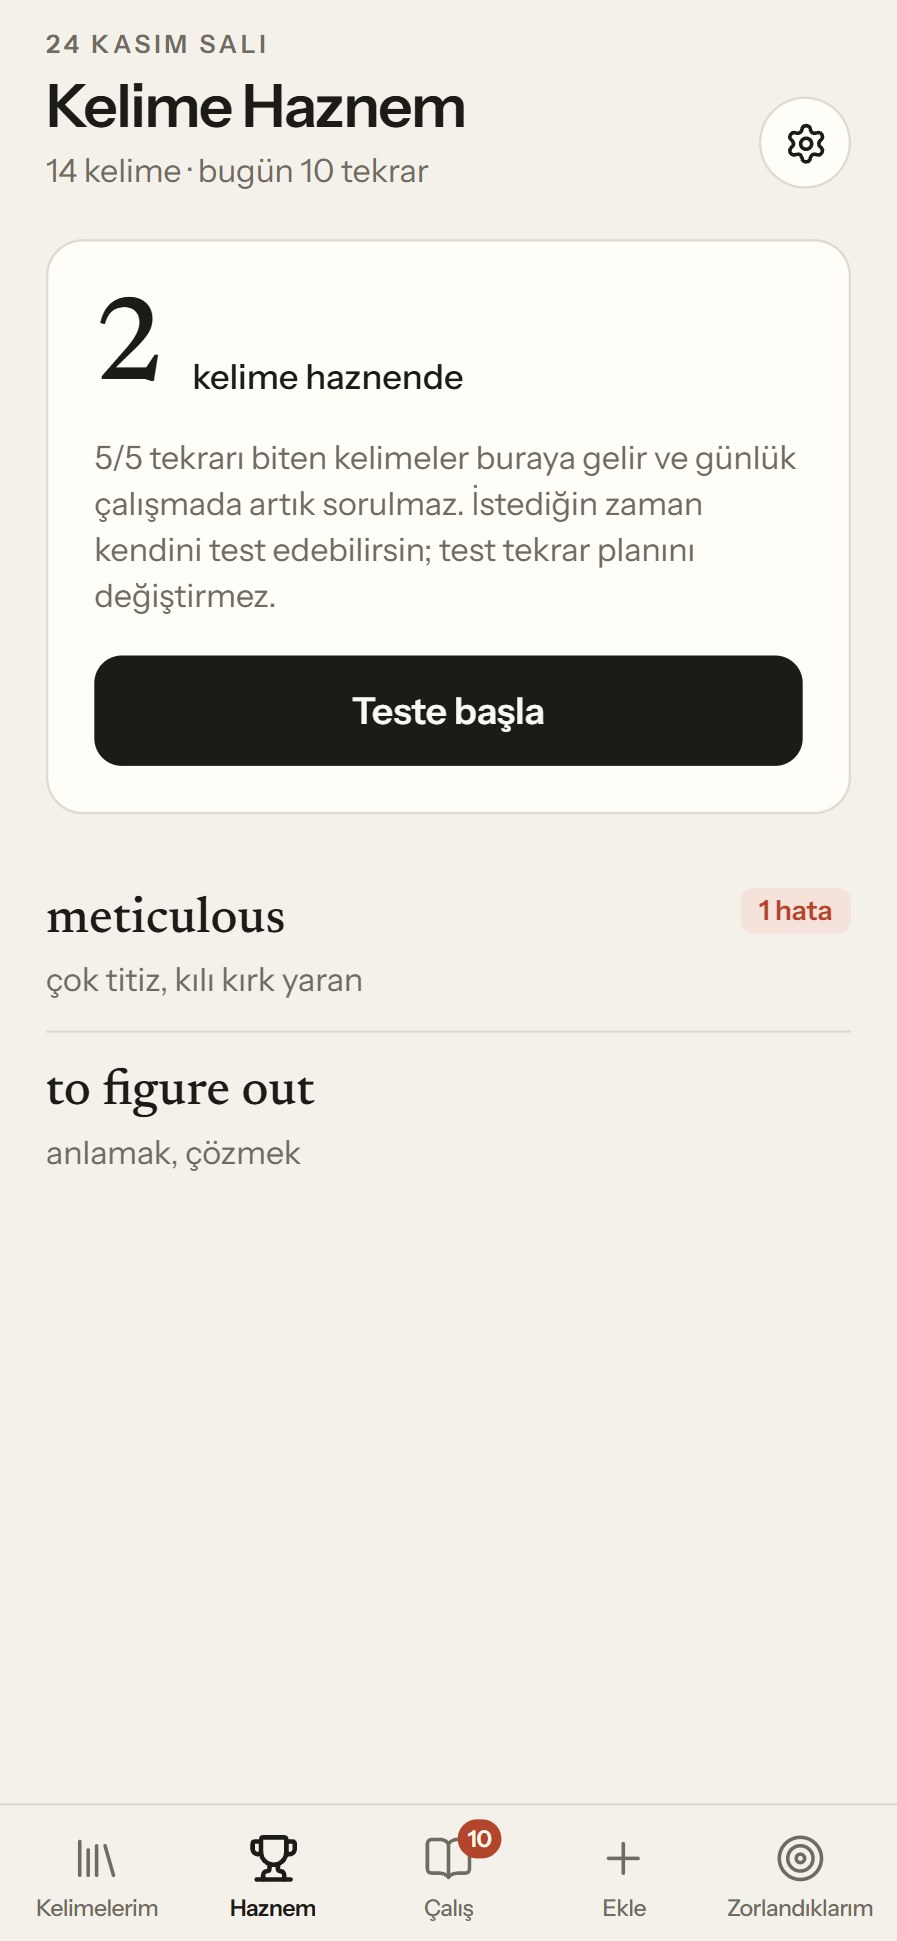 24 KASIM SALI
Kelime Haznem
14 kelime · bugün 10 tekrar
2 kelime haznende
5/5 tekrarı biten kelimeler buraya gelir ve günlük
çalışmada artık sorulmaz. İstediğin zaman
kendini test edebilirsin; test tekrar planını
değiştirmez.
Teste başla
meticulous
1 hata
çok titiz, kılı kırk yaran
to figure out
anlamak, çözmek
10
Kelimelerim
Haznem
Çalış
Ekle
Zorlandıklarım